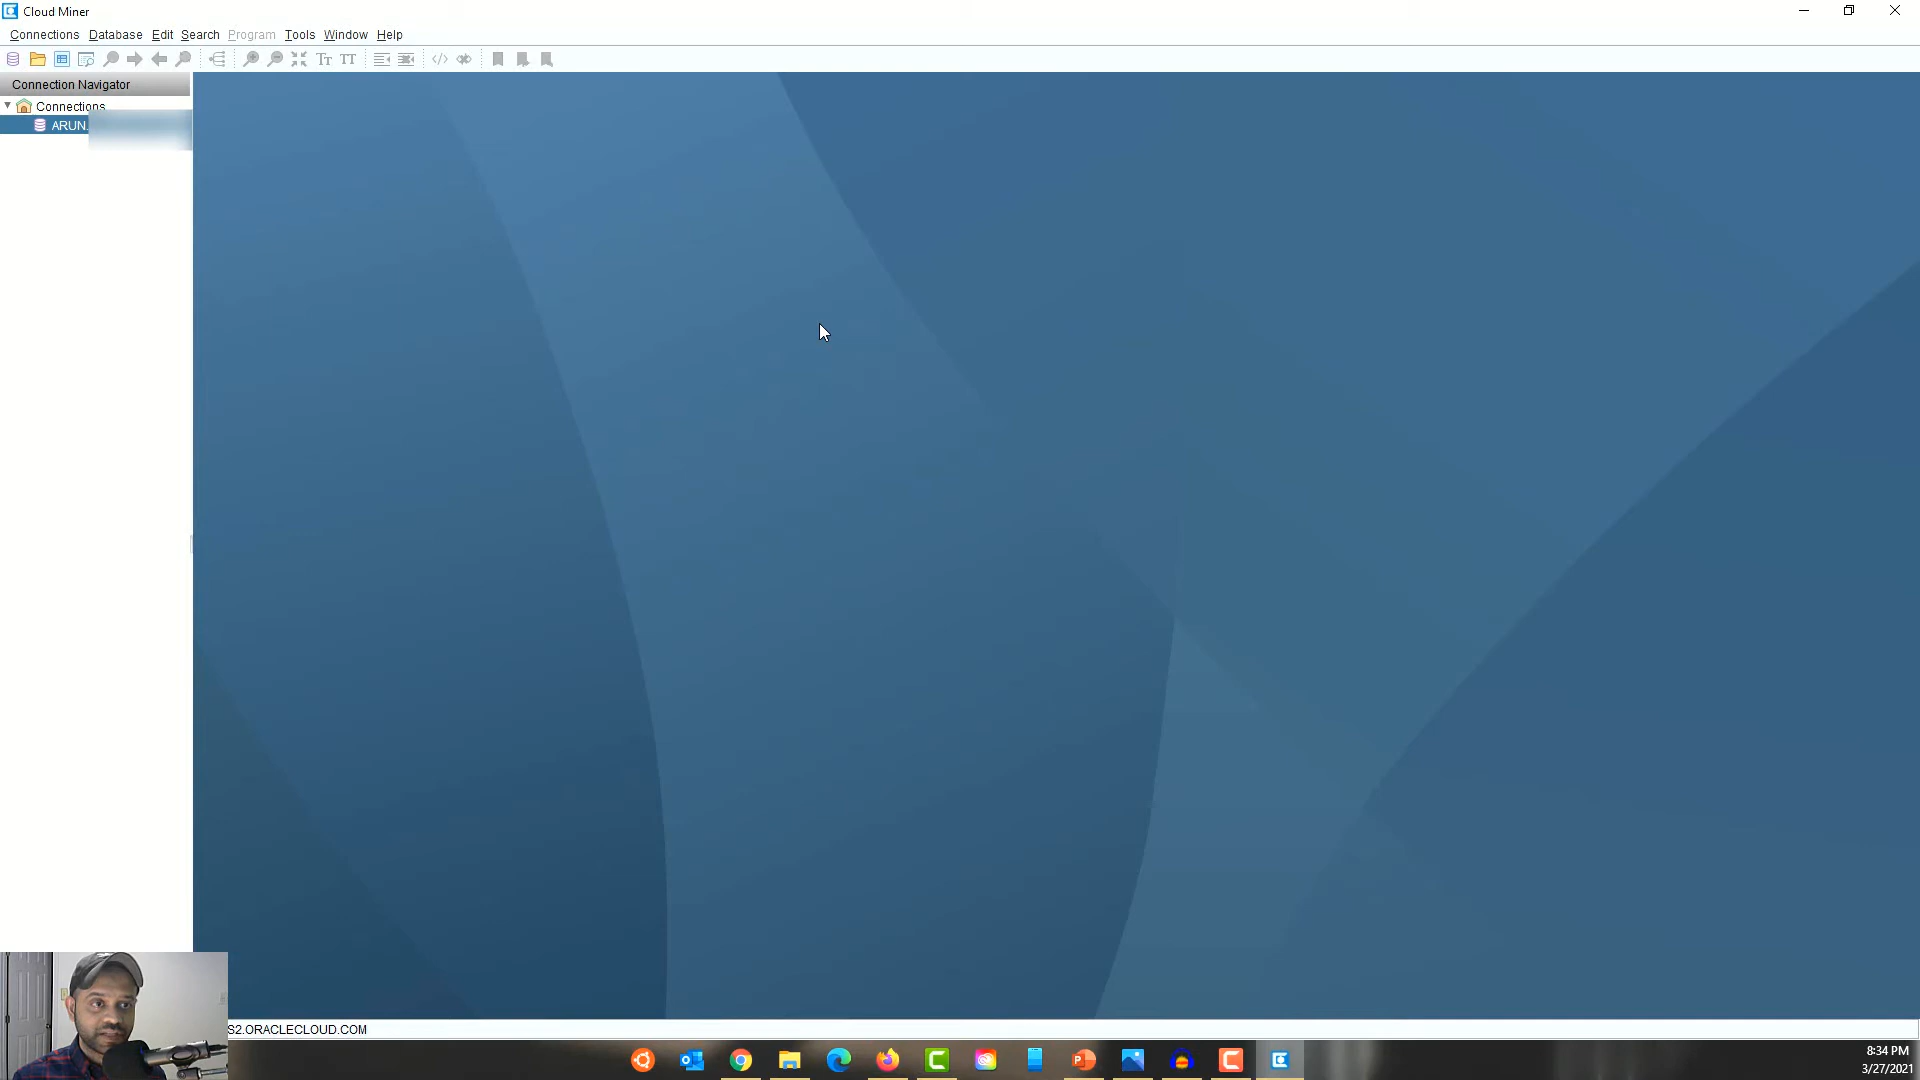 Cloud Miner
Connections Database Edit Search Program Tools Window Help
Connection Navigator
Connections
ARUN.
S2.ORACLECLOUD.COM
8:34 PM
3/27/2021